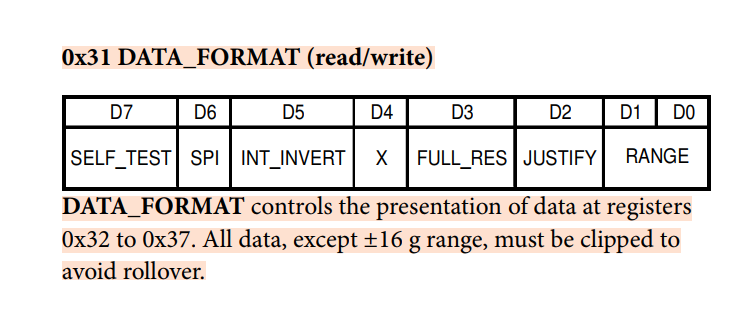 0x31 DATA_FORMAT (read/write)
D7 D6 D5 D4 D3 D2 D1 D0
SELF_TEST SPI INT_INVERT X FULL_RES JUSTIFY RANGE
DATA_FORMAT controls the presentation of data at registers
0x32 to 0x37. All data, except ±16 g range, must be clipped to
avoid rollover.